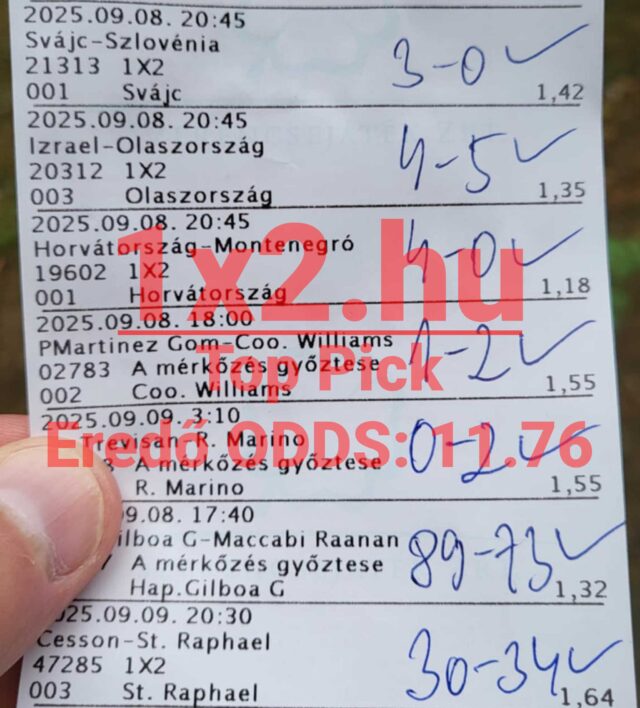 2025.09.08. 20:45
Svájc-Szlovénia
21313 1X2 3-0 ✓
001 Svájc 1,42
2025.09.08. 20:45
Izrael-Olaszország
20312 1X2 4-5 ✓
003 Olaszország 1,35
2025.09.08. 20:45
Horvátország-Montenegró
19602 1X2 4-0 ✓
001 Horvátország 1,18
1x2.hu
2025.09.08. 18:00
PMartinez Gom-Coo. Williams
02783 A mérkőzés győztese 1-2 ✓
002 Coo. Williams 1,55
Top Pick
2025.09.09. 3:10
Trevisan-R. Marino
3 A mérkőzés győztese 0-2 ✓
R. Marino 1,55
Eredő ODDS: 11.76
09.08. 17:40
ilboa G-Maccabi Raanan
7 A mérkőzés győztese 89-73 ✓
Hap.Gilboa G 1,32
2025.09.09. 20:30
Cesson-St. Raphael
47285 1X2 30-34 ✓
003 St. Raphael 1,64